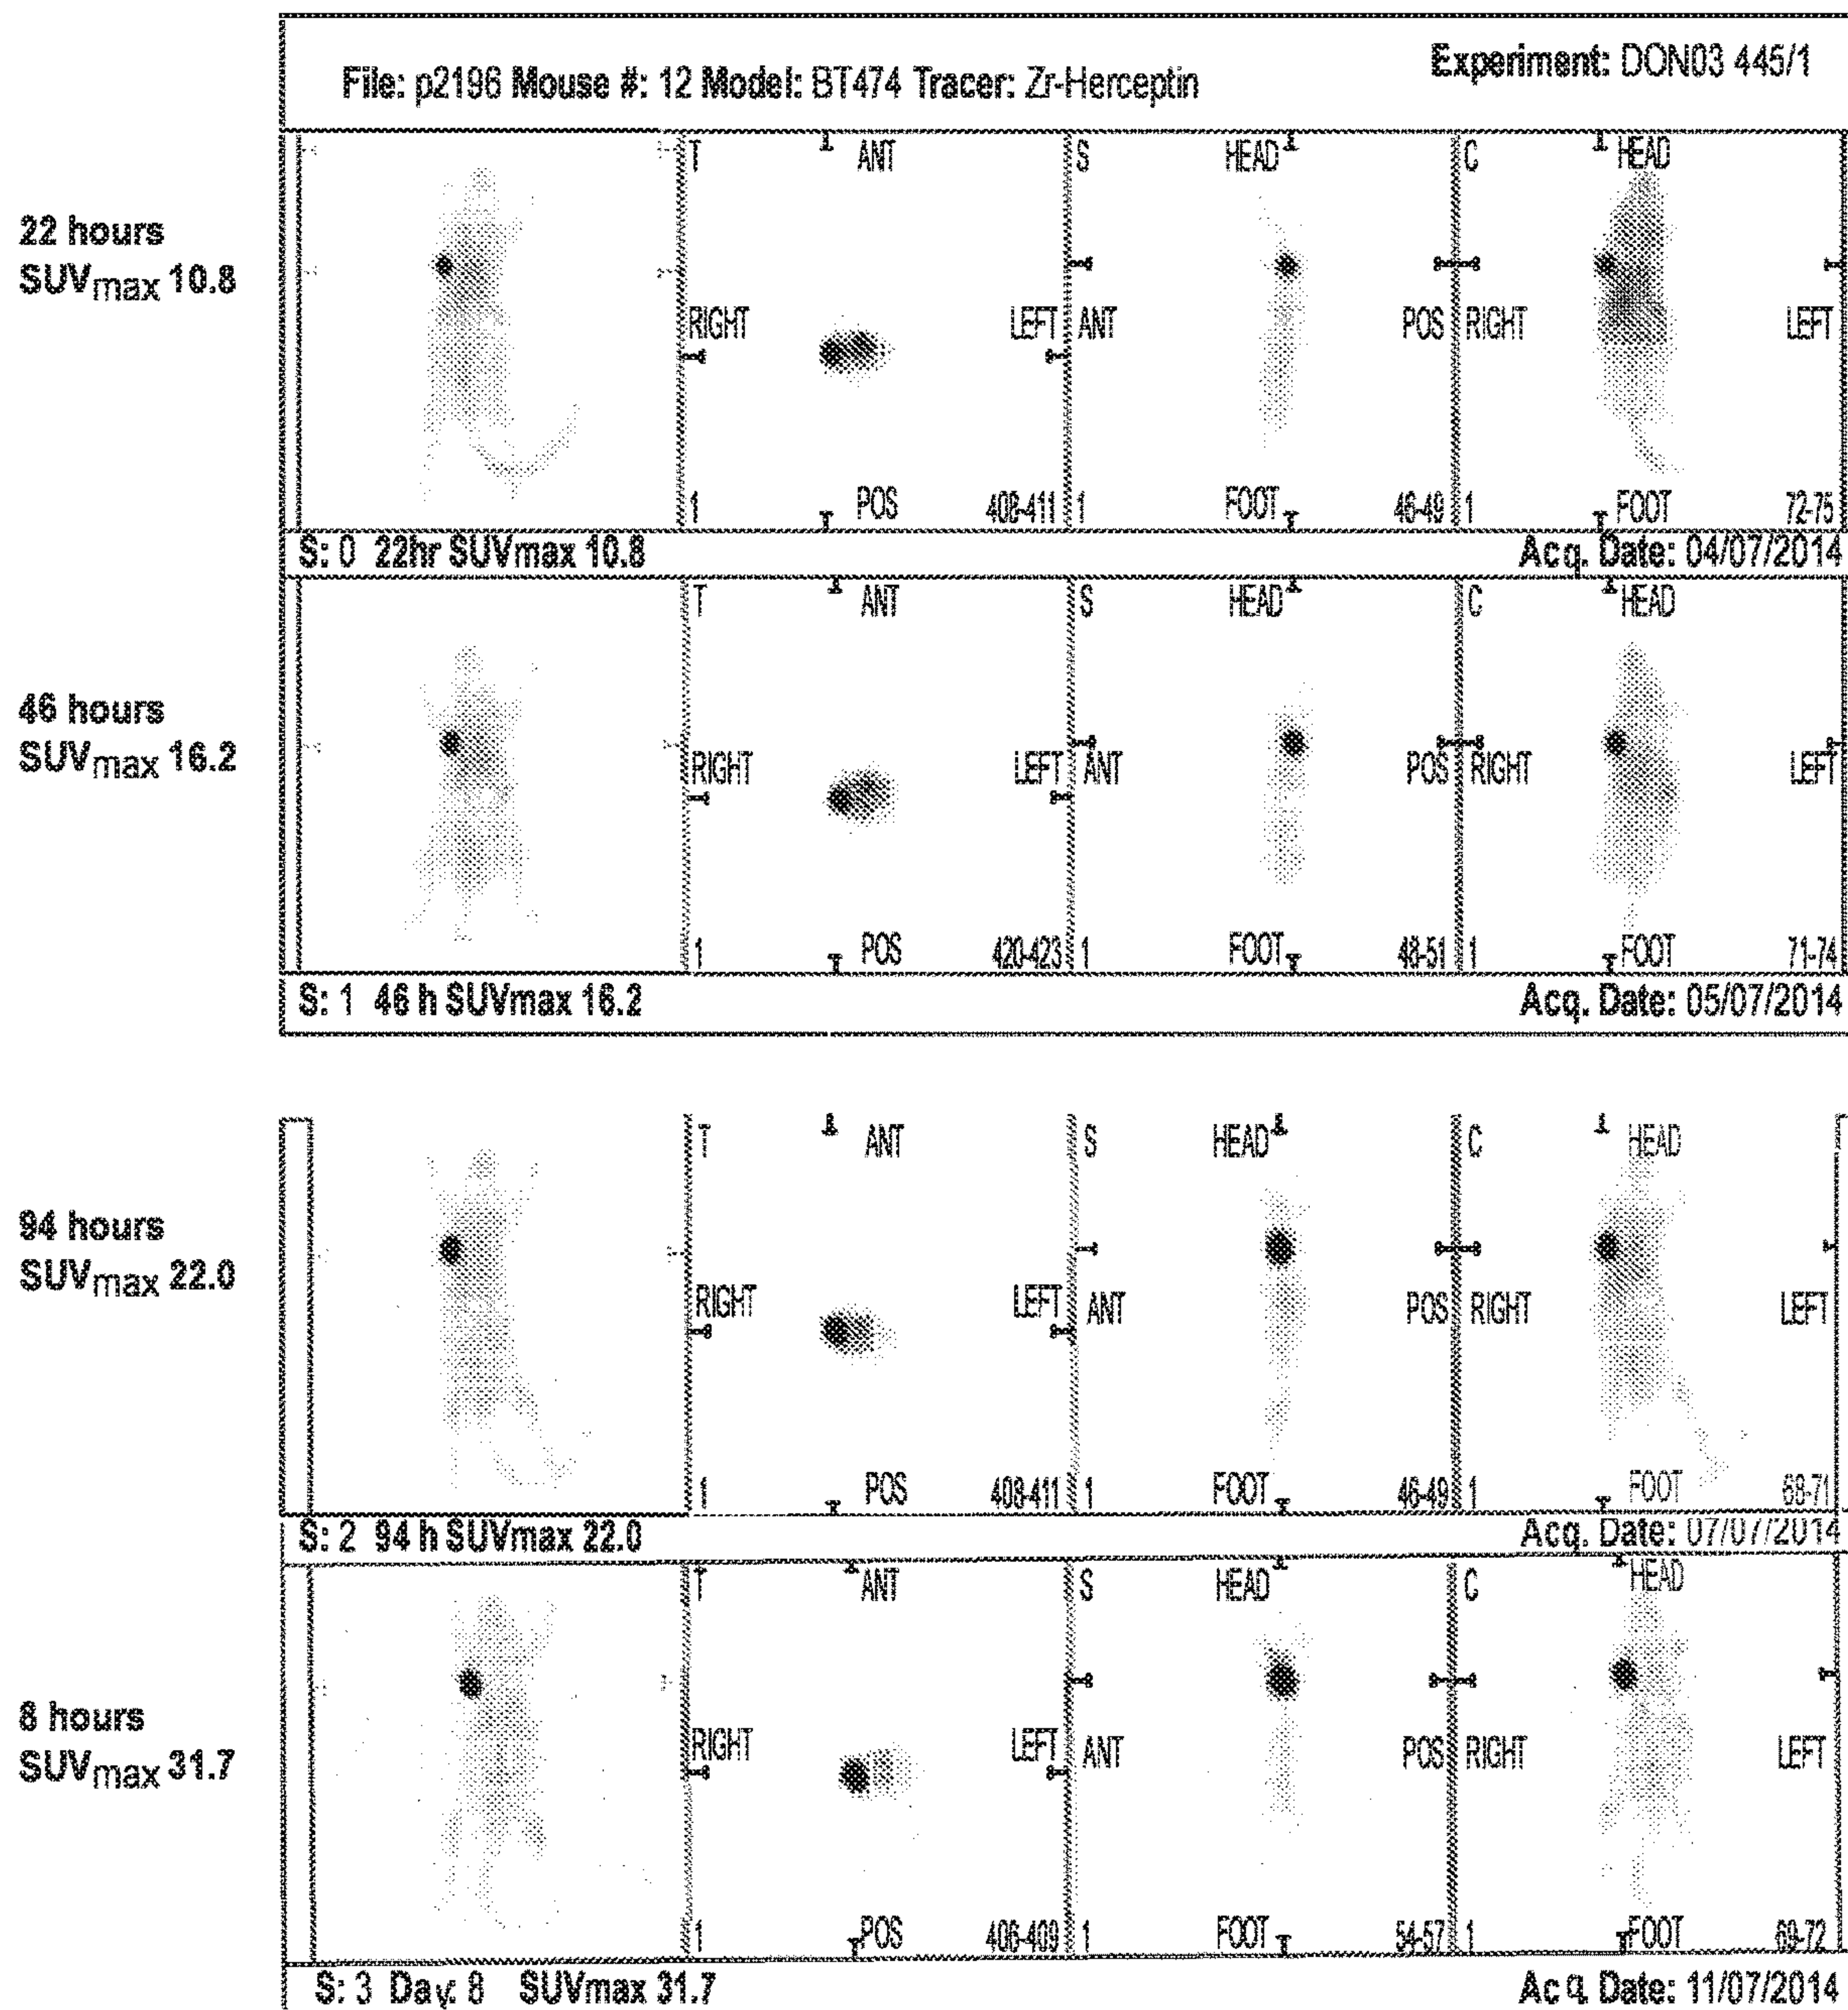 File: p2196 Mouse #: 12 Model: BT474 Tracer: Zr-Herceptin
Experiment: DON03 445/1
22 hours
SUVmax 10.8
T ANT S HEAD C HEAD
RIGHT LEFT ANT POS RIGHT LEFT
1 POS 408-411 1 FOOT 46-49 1 FOOT 72-75
S: 0 22hr SUVmax 10.8 Acq. Date: 04/07/2014
46 hours
SUVmax 16.2
T ANT S HEAD C HEAD
RIGHT LEFT ANT POS RIGHT LEFT
1 POS 420-423 1 FOOT 48-51 1 FOOT 71-74
S: 1 46 h SUVmax 16.2 Acq. Date: 05/07/2014
94 hours
SUVmax 22.0
T ANT S HEAD C HEAD
RIGHT LEFT ANT POS RIGHT LEFT
1 POS 408-411 1 FOOT 46-49 1 FOOT 68-71
S: 2 94 h SUVmax 22.0 Acq. Date: 07/07/2014
8 hours
SUVmax 31.7
T ANT S HEAD C HEAD
RIGHT LEFT ANT POS RIGHT LEFT
1 POS 406-409 1 FOOT 54-57 1 FOOT 69-72
S: 3 Day: 8 SUVmax 31.7 Acq. Date: 11/07/2014